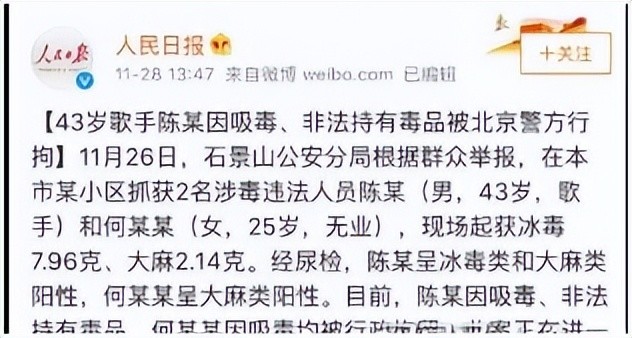 人民日报
人民日报
+关注
11-28 13:47 来自微博 weibo.com 已编辑
【43岁歌手陈某因吸毒、非法持有毒品被北京警方行
拘】11月26日，石景山公安分局根据群众举报，在本
市某小区抓获2名涉毒违法人员陈某（男，43岁，歌
手）和何某某（女，25岁，无业），现场起获冰毒
7.96克、大麻2.14克。经尿检，陈某呈冰毒类和大麻类
阳性，何某某呈大麻类阳性。目前，陈某因吸毒、非法
持有毒品、何某某因吸毒均被行政拘留